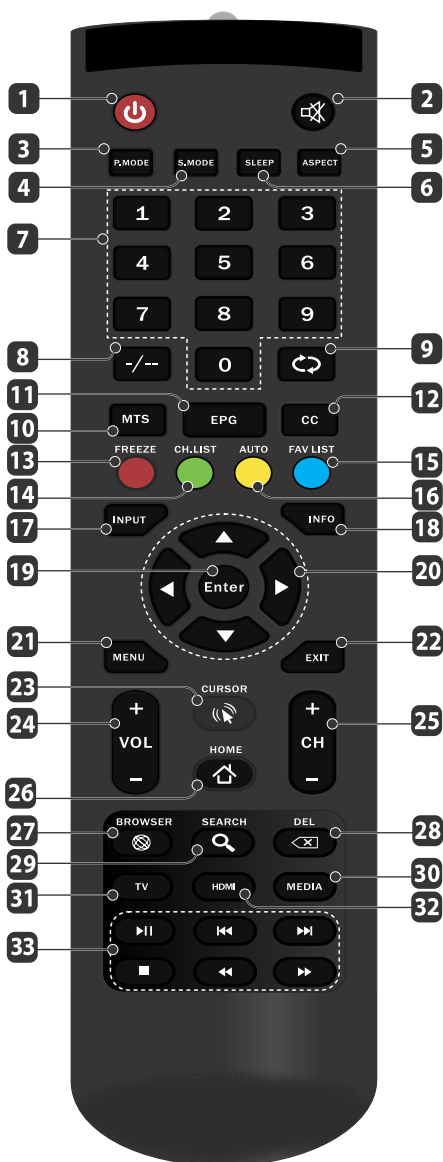 1
2
3
P.MODE
S.MODE
SLEEP
ASPECT
5
4
6
7
1 2 3
4 5 6
7 8 9
8
-/--
0
9
11
12
10
MTS
EPG
CC
13
FREEZE
CH.LIST
AUTO
FAV LIST
15
14
16
17
INPUT
INFO
18
19
Enter
20
21
MENU
EXIT
22
23
CURSOR
24
+
VOL
−
+
CH
−
25
HOME
26
27
BROWSER
SEARCH
DEL
28
29
30
31
TV
HDMI
MEDIA
32
33